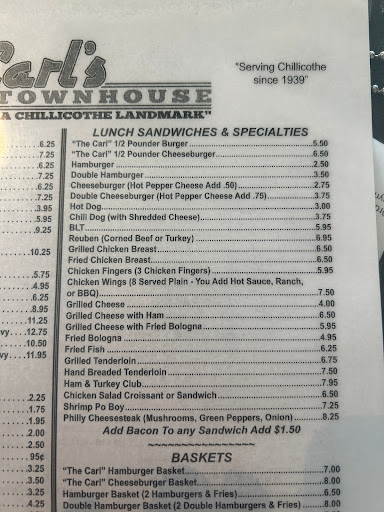 Carl's
TOWNHOUSE
A CHILLICOTHE LANDMARK"
"Serving Chillicothe
since 1939"
6.25
7.25
6.25
6.25
7.25
3.95
5.95
9.25
10.25
5.75
4.95
6.25
8.95
11.25
vy....12.75
10.50
vy....11.95
2.25
1.75
1.95
2.00
2.50
95¢
3.25
3.50
3.25
4.25
LUNCH SANDWICHES & SPECIALTIES
"The Carl" 1/2 Pounder Burger 5.50
"The Carl" 1/2 Pounder Cheeseburger 6.50
Hamburger 2.50
Double Hamburger 3.50
Cheeseburger (Hot Pepper Cheese Add .50) 2.75
Double Cheeseburger (Hot Pepper Cheese Add .75) 3.75
Hot Dog 3.00
Chili Dog (with Shredded Cheese) 3.75
BLT 5.95
Reuben (Corned Beef or Turkey) 6.95
Grilled Chicken Breast 6.50
Fried Chicken Breast 6.50
Chicken Fingers (3 Chicken Fingers) 5.95
Chicken Wings (8 Served Plain - You Add Hot Sauce, Ranch,
or BBQ) 7.50
Grilled Cheese 4.00
Grilled Cheese with Ham 6.50
Grilled Cheese with Fried Bologna 5.95
Fried Bologna 4.95
Fried Fish 6.25
Grilled Tenderloin 6.75
Hand Breaded Tenderloin 7.50
Ham & Turkey Club 7.95
Chicken Salad Croissant or Sandwich 6.50
Shrimp Po Boy 7.25
Philly Cheesesteak (Mushrooms, Green Peppers, Onion) 8.25
Add Bacon To any Sandwich Add $1.50
BASKETS
"The Carl" Hamburger Basket 7.00
"The Carl" Cheeseburger Basket 8.00
Hamburger Basket (2 Hamburgers & Fries) 6.50
Double Hamburger Basket (2 Double Hamburgers & Fries) 8.00